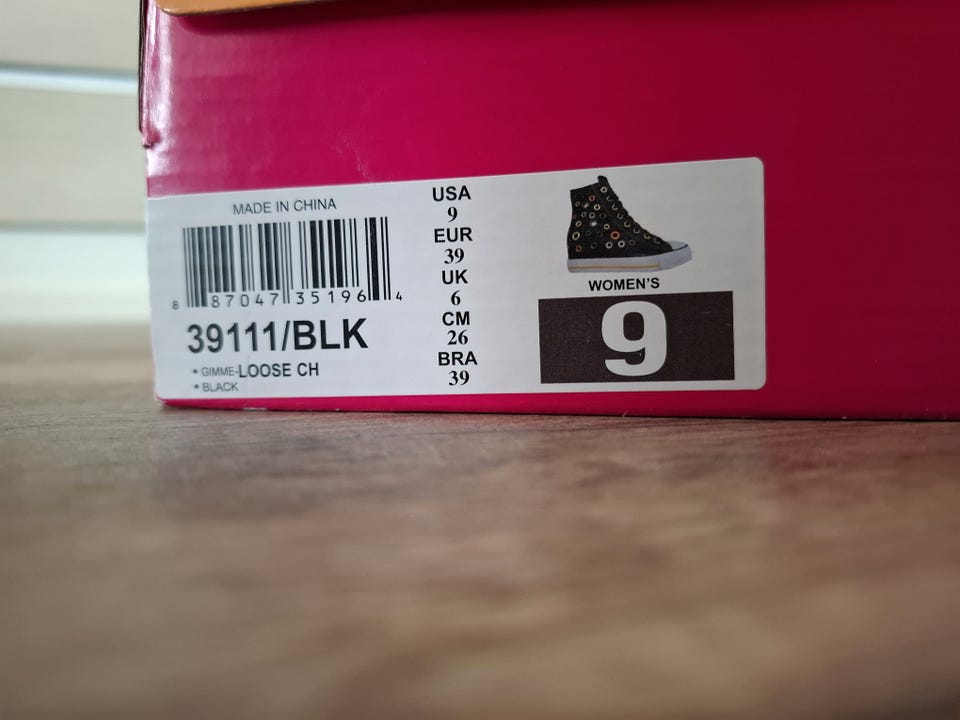 MADE IN CHINA
8 87047 35196 4
39111/BLK
• GIMME-LOOSE CH
• BLACK
USA
9
EUR
39
UK
6
CM
26
BRA
39
WOMEN'S
9